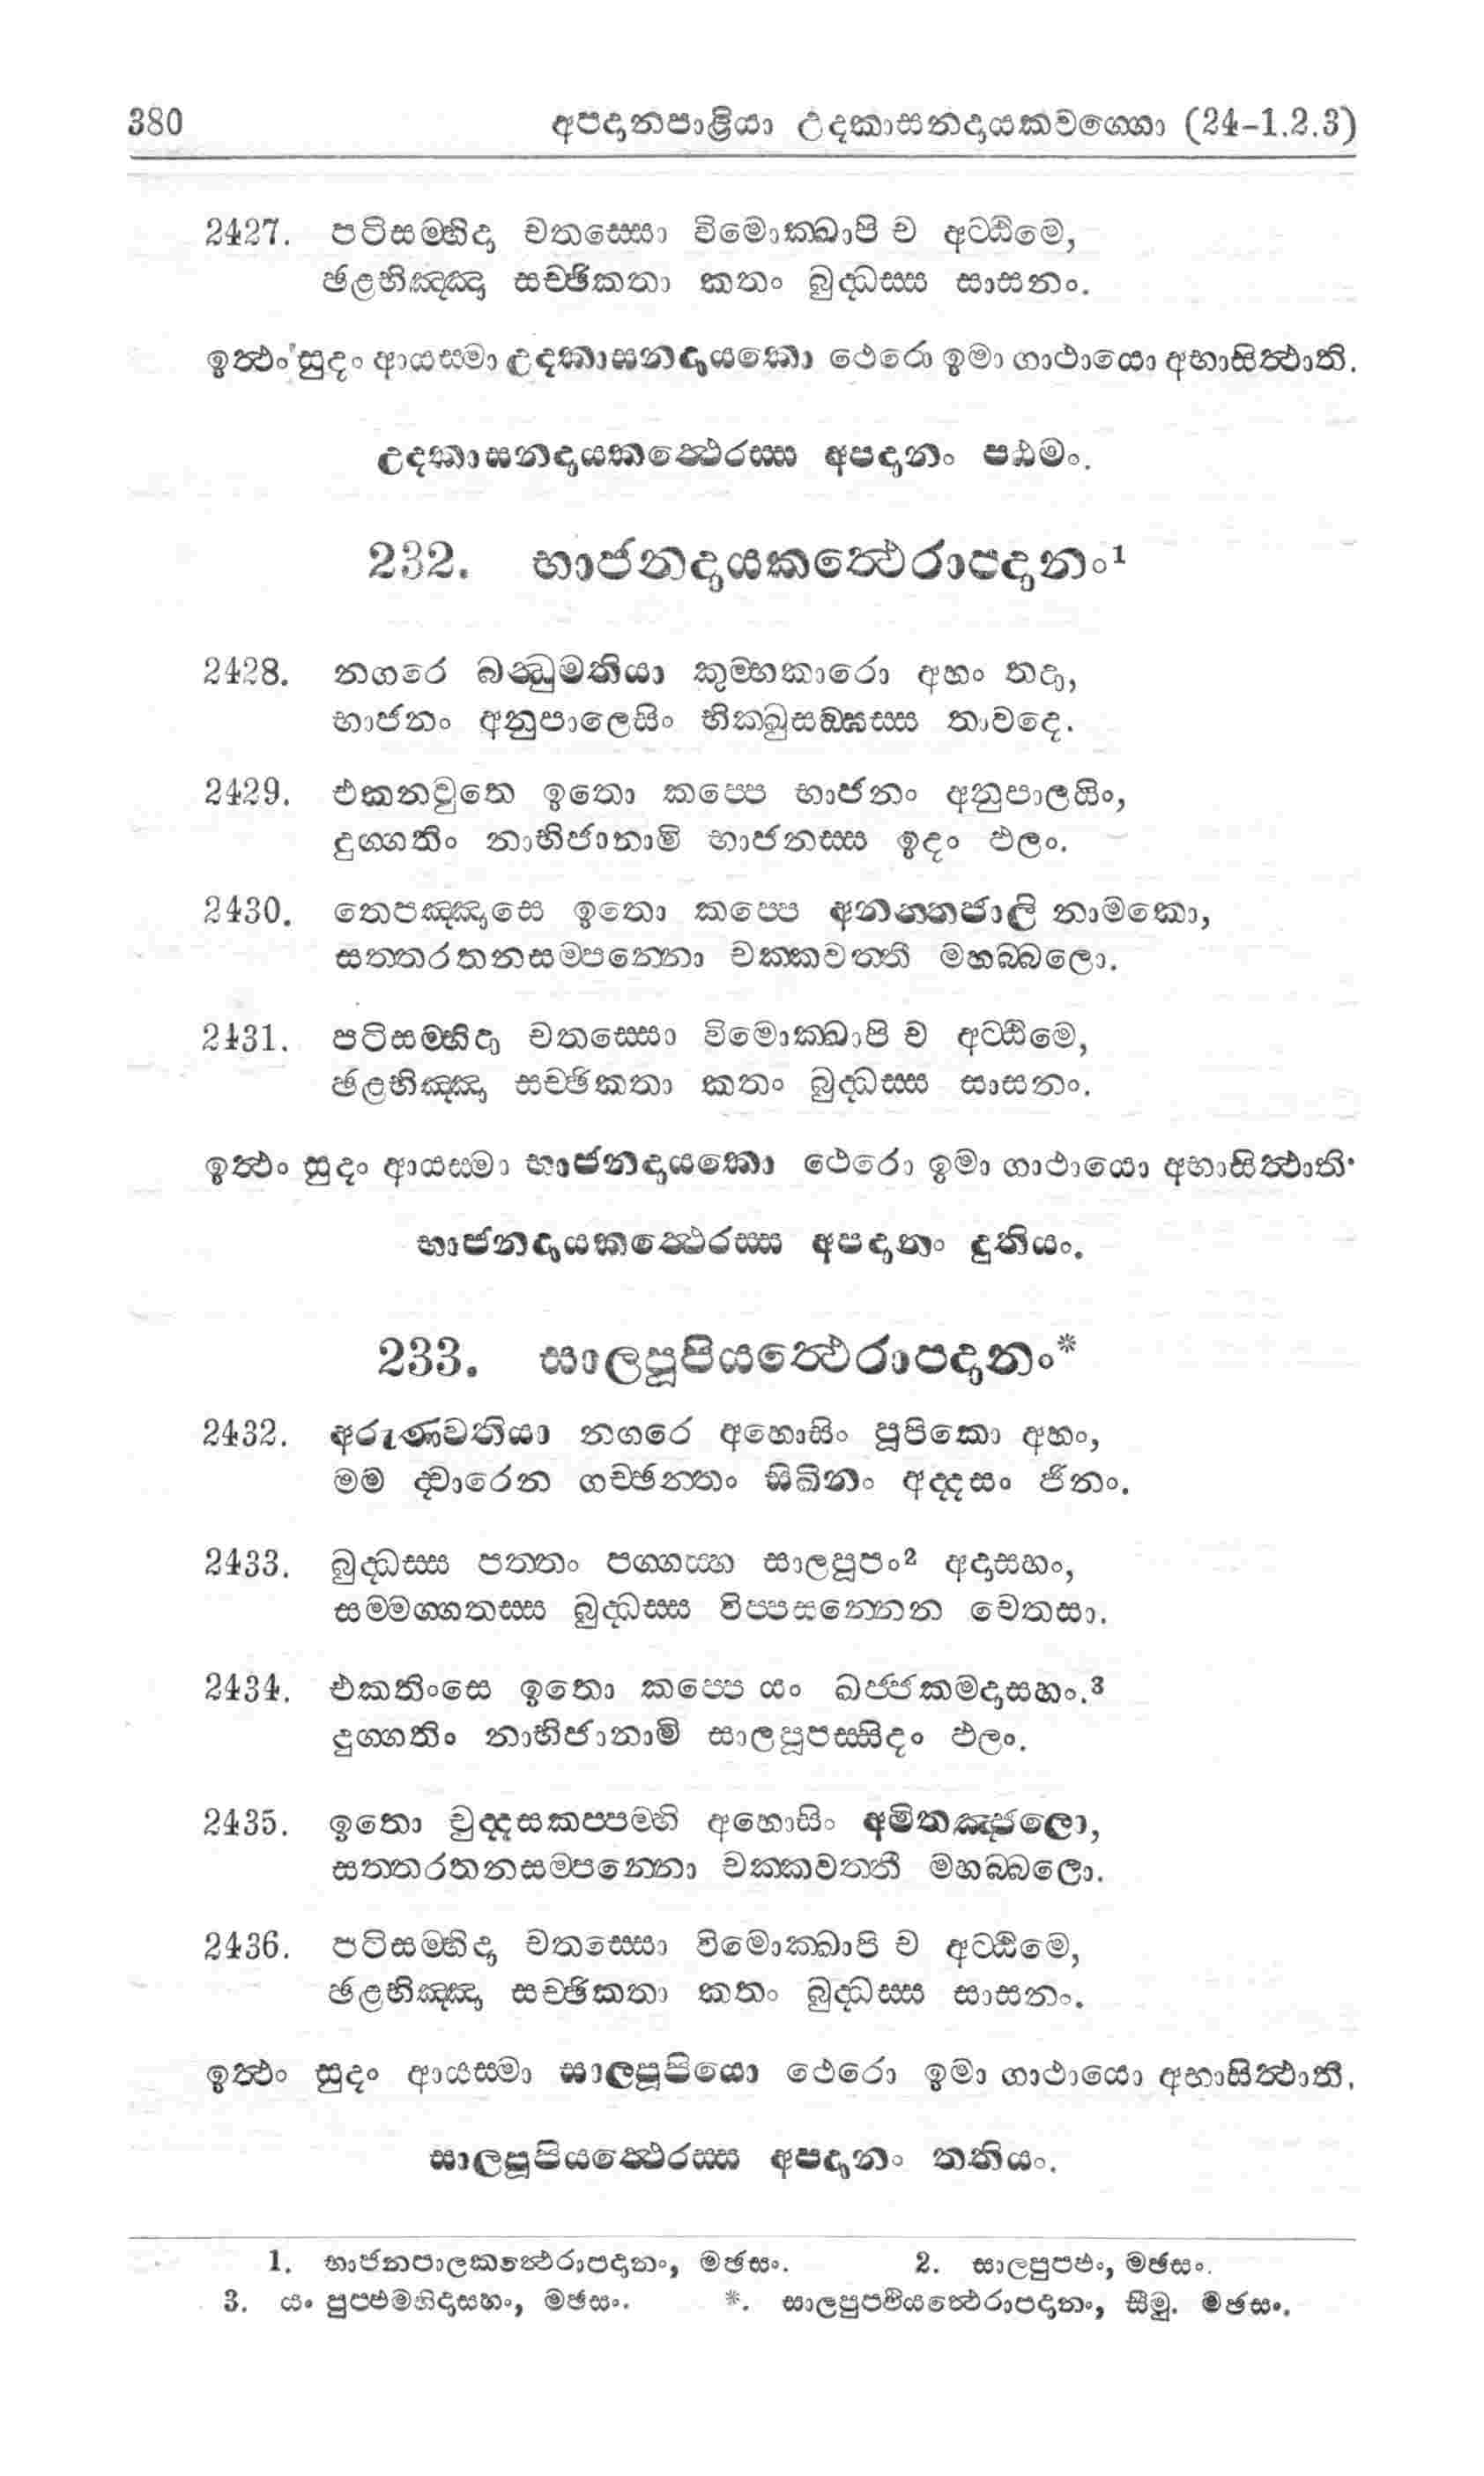 380 අපදානපාළියා උදකාසනදායකවග්ගො (24-1.2.3)
2427. පටිසම්භිදා චතස්සො විමොක්ඛාපි ච අට්ඨිමෙ,
ඡළභිඤ්ඤා සච්ඡිකතා කතං බුද්ධස්ස සාසනං.
ඉත්ථං සුදං ආයස්මා උදකාසනදායකො ථෙරො ඉමා ගාථායො අභාසිත්ථාති.
උදකාසනදායකත්ථෙරස්ස අපදානං පඨමං.
232. භාජනදායකත්ථෙරාපදානං¹
2428. නගරෙ බන්ධුමතියා කුම්භකාරො අහං තදා,
භාජනං අනුපාලෙසිං භික්ඛුසඞ්ඝස්ස තාවදෙ.
2429. එකනවුතෙ ඉතො කප්පෙ භාජනං අනුපාලයිං,
දුග්ගතිං නාභිජානාමි භාජනස්ස ඉදං ඵලං.
2430. තෙපඤ්ඤාසෙ ඉතො කප්පෙ අනන්තජාලි නාමකො,
සත්තරතනසම්පන්නො චක්කවත්තී මහබ්බලො.
2431. පටිසම්භිදා චතස්සො විමොක්ඛාපි ච අට්ඨිමෙ,
ඡළභිඤ්ඤා සච්ඡිකතා කතං බුද්ධස්ස සාසනං.
ඉත්ථං සුදං ආයස්මා භාජනදායකො ථෙරො ඉමා ගාථායො අභාසිත්ථාති.
භාජනදායකත්ථෙරස්ස අපදානං දුතියං.
233. සාලපූපියත්ථෙරාපදානං*
2432. අරුණවතියා නගරෙ අහොසිං පූපිකො අහං,
මම ද්වාරෙන ගච්ඡන්තං සිඛිනං අද්දසං ජිනං.
2433. බුද්ධස්ස පත්තං පග්ගය්හ සාලපූපං² අදාසහං,
සම්මග්ගතස්ස බුද්ධස්ස විප්පසන්නෙන චෙතසා.
2434. එකතිංසෙ ඉතො කප්පෙ යං ඛජ්ජකමදාසහං.³
දුග්ගතිං නාභිජානාමි සාලපූපස්සිදං ඵලං.
2435. ඉතො චුද්දසකප්පම්හි අහොසිං අමිතඤ්ජලො,
සත්තරතනසම්පන්නො චක්කවත්තී මහබ්බලො.
2436. පටිසම්භිදා චතස්සො විමොක්ඛාපි ච අට්ඨිමෙ,
ඡළභිඤ්ඤා සච්ඡිකතා කතං බුද්ධස්ස සාසනං.
ඉත්ථං සුදං ආයස්මා සාලපූපියො ථෙරො ඉමා ගාථායො අභාසිත්ථාති.
සාලපූපියත්ථෙරස්ස අපදානං තතියං.
1. භාජනපාලකත්ථෙරාපදානං, මඡසං. 2. සාලපුප්ඵං, මඡසං.
3. යං පුප්ඵමභිදාසහං, මඡසං. *. සාලපුප්ඵියත්ථෙරාපදානං, සීමු. මඡසං.